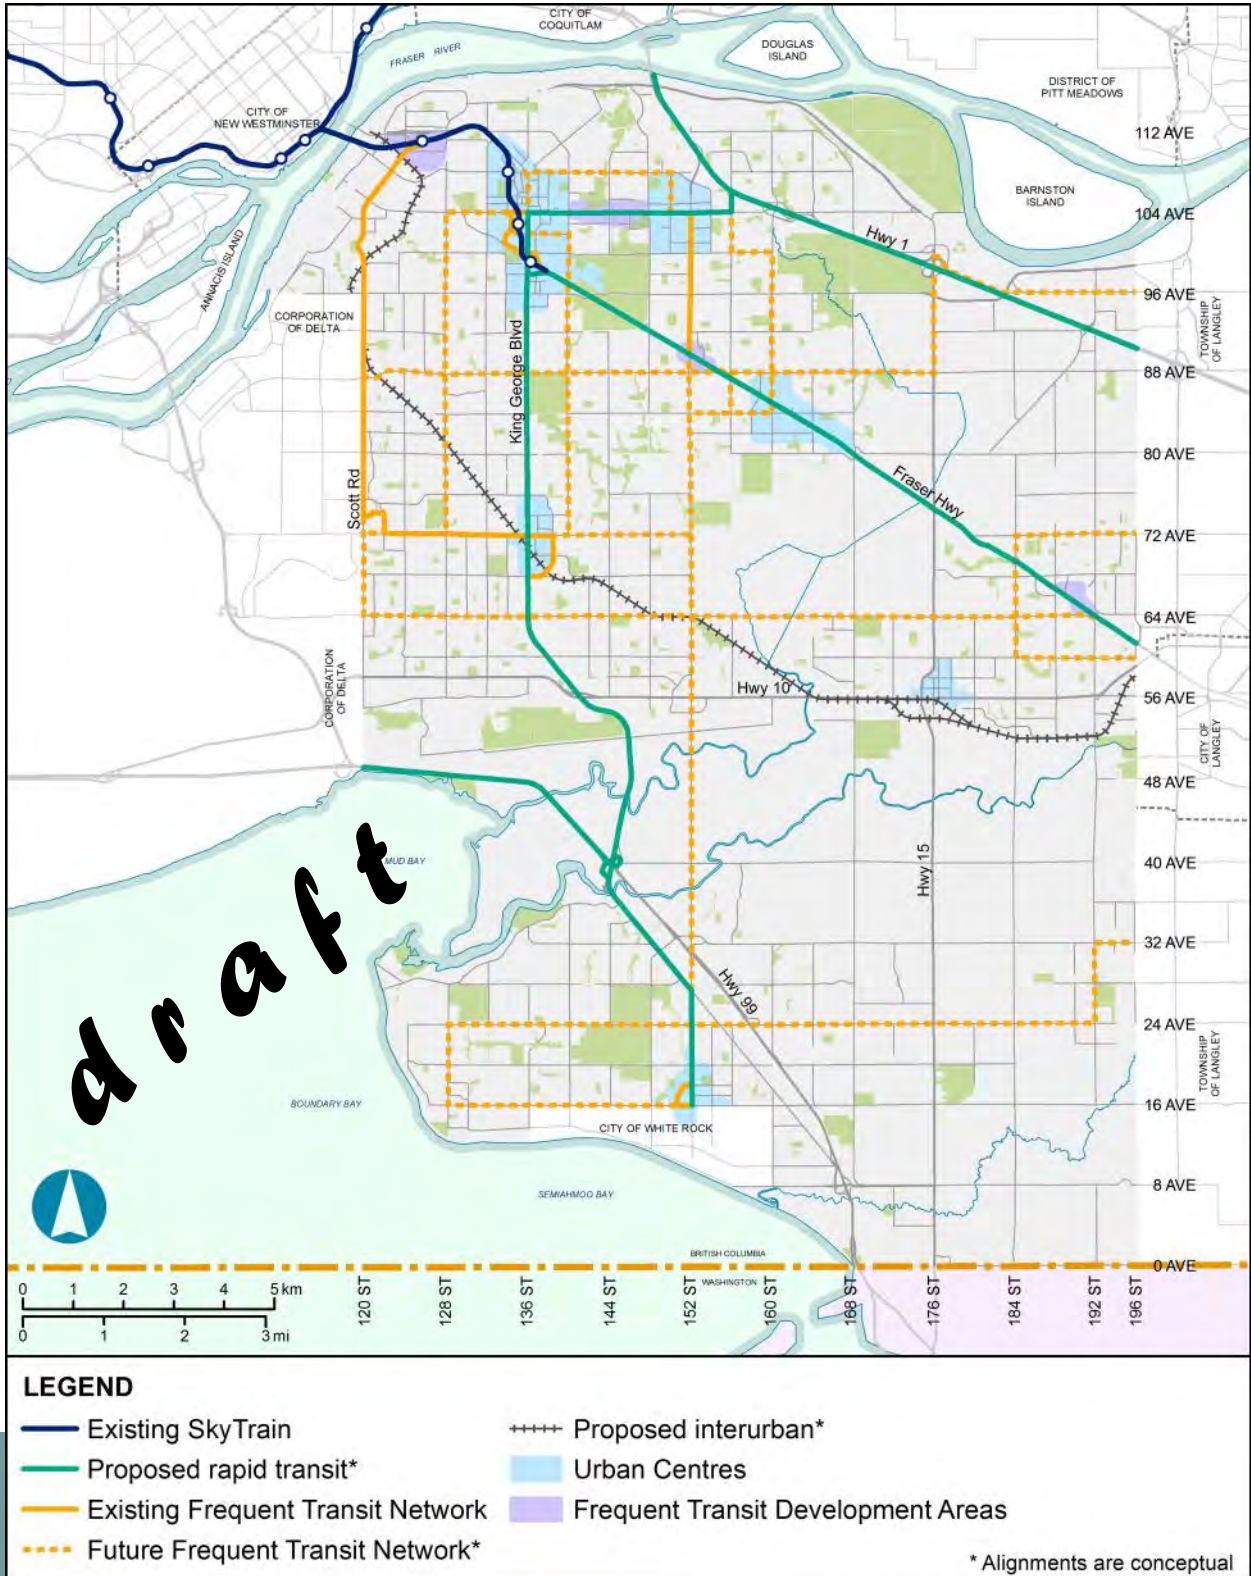 CITY OF
COQUITLAM
FRASER RIVER
DOUGLAS
ISLAND
DISTRICT OF
PITT MEADOWS
CITY OF
NEW WESTMINSTER
112 AVE
BARNSTON
ISLAND
104 AVE
Hwy 1
ANNACIS ISLAND
96 AVE
CORPORATION
OF DELTA
TOWNSHIP
OF LANGLEY
King George Blvd
88 AVE
80 AVE
Scott Rd
Fraser Hwy
72 AVE
64 AVE
CORPORATION
OF DELTA
Hwy 10
56 AVE
CITY OF
LANGLEY
48 AVE
draft
MUD BAY
40 AVE
Hwy 15
32 AVE
Hwy 99
24 AVE
TOWNSHIP
OF LANGLEY
BOUNDARY BAY
16 AVE
CITY OF WHITE ROCK
SEMIAHMOO BAY
8 AVE
BRITISH COLUMBIA
0 AVE
WASHINGTON
0 1 2 3 4 5 km
0 1 2 3 mi
120 ST
128 ST
136 ST
144 ST
152 ST
160 ST
168 ST
176 ST
184 ST
192 ST
196 ST
LEGEND
Existing SkyTrain
Proposed rapid transit*
Existing Frequent Transit Network
Future Frequent Transit Network*
Proposed interurban*
Urban Centres
Frequent Transit Development Areas
* Alignments are conceptual